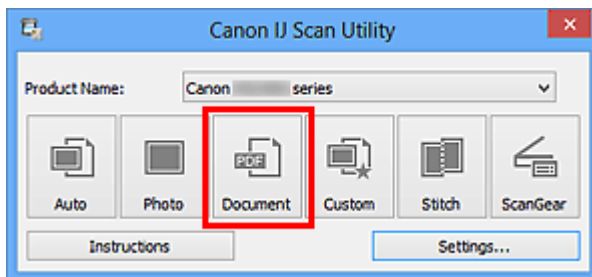 Canon IJ Scan Utility
Product Name: Canon series
PDF
Auto Photo Document Custom Stitch ScanGear
Instructions Settings...